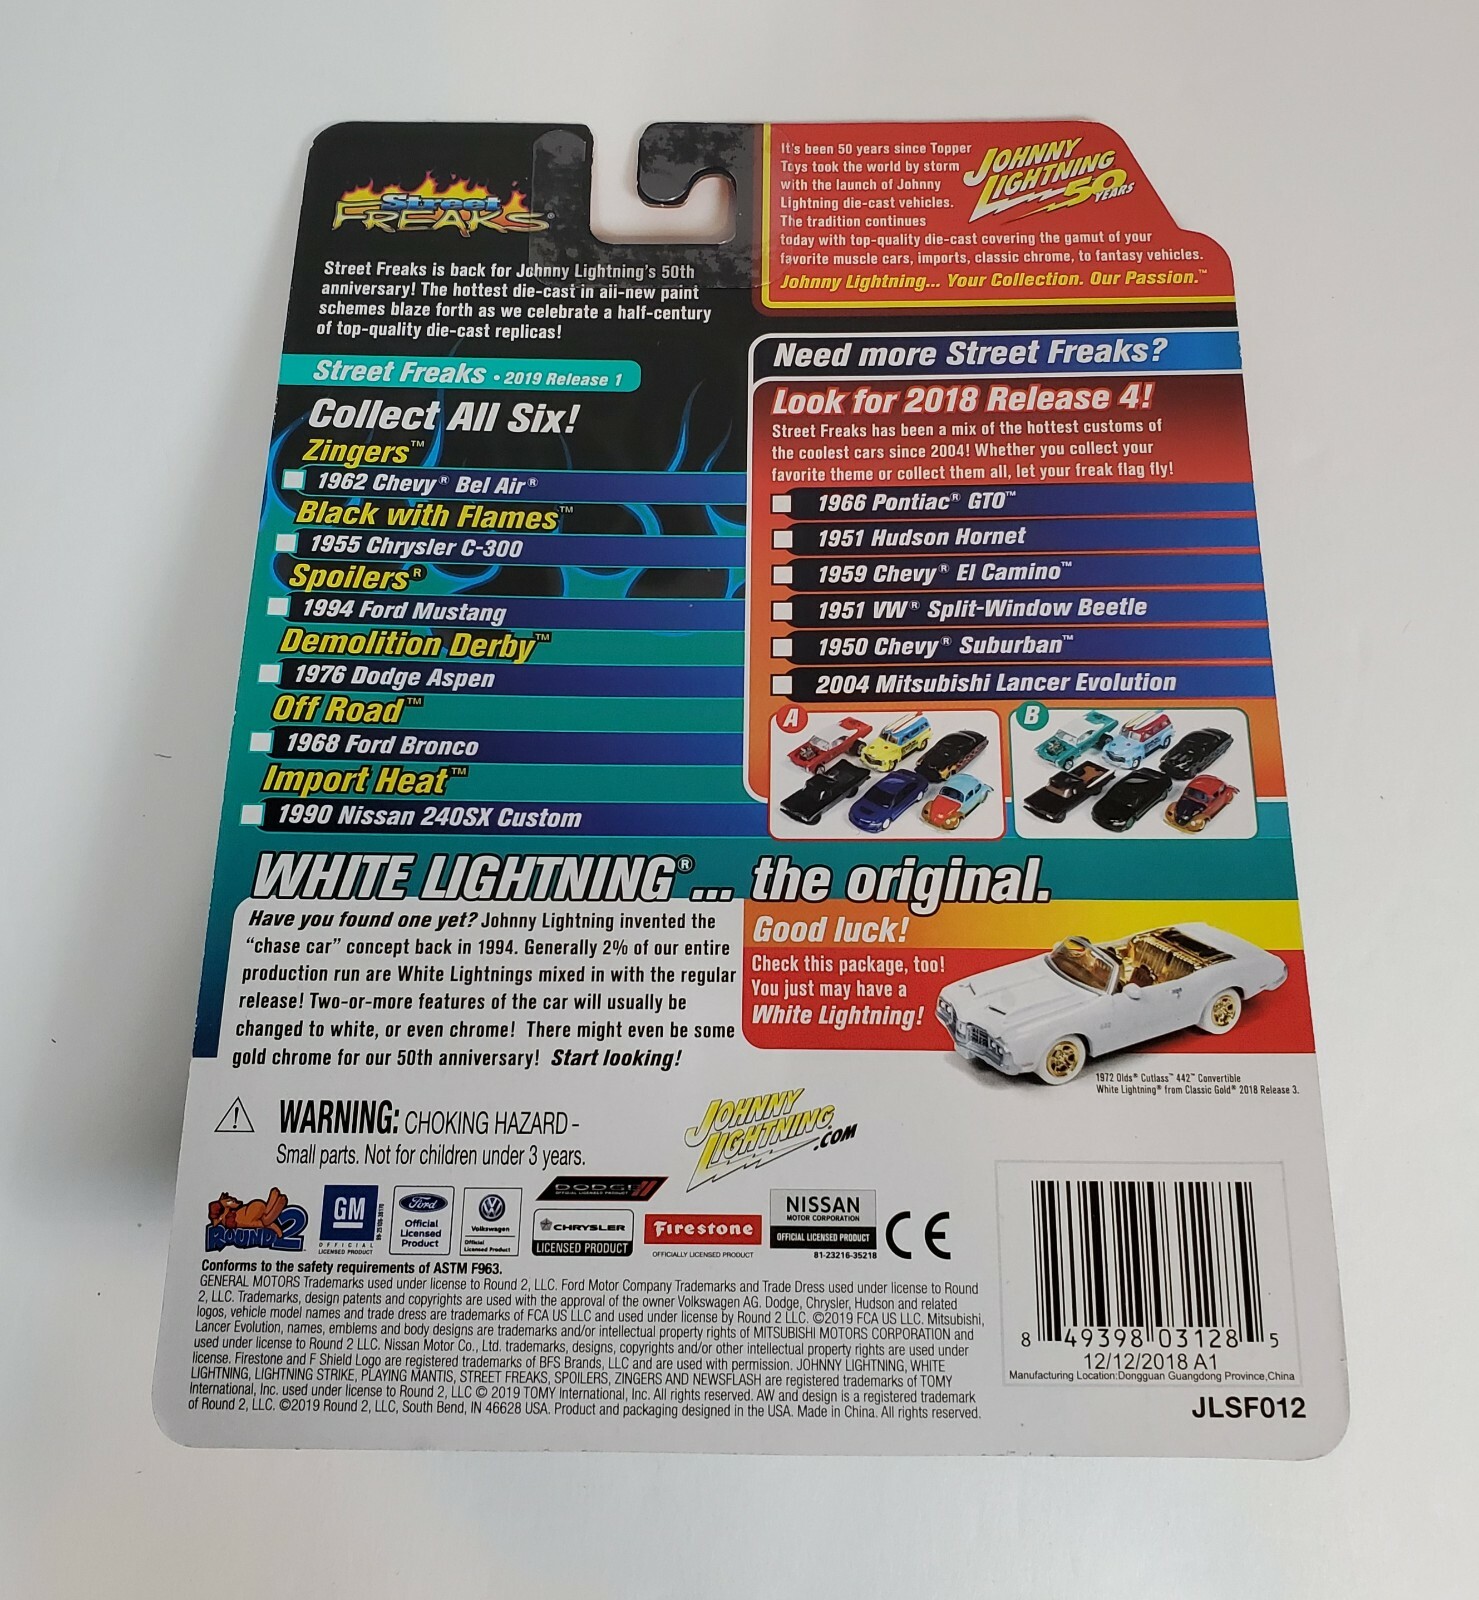 Street
FREAKS®
Street Freaks is back for Johnny Lightning's 50th
anniversary! The hottest die-cast in all-new paint
schemes blaze forth as we celebrate a half-century
of top-quality die-cast replicas!
It's been 50 years since Topper
Toys took the world by storm
with the launch of Johnny
Lightning die-cast vehicles.
The tradition continues
today with top-quality die-cast covering the gamut of your
favorite muscle cars, imports, classic chrome, to fantasy vehicles.
Johnny Lightning... Your Collection. Our Passion.™
JOHNNY
LIGHTNING
50
YEARS
Street Freaks • 2019 Release 1
Collect All Six!
Zingers™
1962 Chevy® Bel Air®
Black with Flames™
1955 Chrysler C-300
Spoilers®
1994 Ford Mustang
Demolition Derby™
1976 Dodge Aspen
Off Road™
1968 Ford Bronco
Import Heat™
1990 Nissan 240SX Custom
Need more Street Freaks?
Look for 2018 Release 4!
Street Freaks has been a mix of the hottest customs of
the coolest cars since 2004! Whether you collect your
favorite theme or collect them all, let your freak flag fly!
1966 Pontiac® GTO™
1951 Hudson Hornet
1959 Chevy® El Camino™
1951 VW® Split-Window Beetle
1950 Chevy® Suburban™
2004 Mitsubishi Lancer Evolution
A
B
WHITE LIGHTNING®... the original.
Have you found one yet? Johnny Lightning invented the
"chase car" concept back in 1994. Generally 2% of our entire
production run are White Lightnings mixed in with the regular
release! Two-or-more features of the car will usually be
changed to white, or even chrome! There might even be some
gold chrome for our 50th anniversary! Start looking!
Good luck!
Check this package, too!
You just may have a
White Lightning!
1972 Olds® Cutlass™ 442™ Convertible
White Lightning® from Classic Gold® 2018 Release 3.
WARNING: CHOKING HAZARD –
Small parts. Not for children under 3 years.
JOHNNY
LIGHTNING
.COM
ROUND 2
GM
OFFICIAL
LICENSED PRODUCT
Ford
Official
Licensed
Product
Volkswagen
Official
Licensed Product
DODGE
OFFICIAL LICENSED PRODUCT
CHRYSLER
LICENSED PRODUCT
Firestone
OFFICIALLY LICENSED PRODUCT
NISSAN
MOTOR CORPORATION
OFFICIAL LICENSED PRODUCT
81-23216-35218
CE
Conforms to the safety requirements of ASTM F963.
GENERAL MOTORS Trademarks used under license to Round 2, LLC. Ford Motor Company Trademarks and Trade Dress used under license to Round
2, LLC. Trademarks, design patents and copyrights are used with the approval of the owner Volkswagen AG. Dodge, Chrysler, Hudson and related
logos, vehicle model names and trade dress are trademarks of FCA US LLC and used under license by Round 2 LLC. ©2019 FCA US LLC. Mitsubishi,
Lancer Evolution, names, emblems and body designs are trademarks and/or intellectual property rights of MITSUBISHI MOTORS CORPORATION and
used under license to Round 2 LLC. Nissan Motor Co., Ltd. trademarks, designs, copyrights and/or other intellectual property rights are used under
license. Firestone and F Shield Logo are registered trademarks of BFS Brands, LLC and are used with permission. JOHNNY LIGHTNING, WHITE
LIGHTNING, LIGHTNING STRIKE, PLAYING MANTIS, STREET FREAKS, SPOILERS, ZINGERS AND NEWSFLASH are registered trademarks of TOMY
International, Inc. used under license to Round 2, LLC © 2019 TOMY International, Inc. All rights reserved. AW and design is a registered trademark
of Round 2, LLC. ©2019 Round 2, LLC, South Bend, IN 46628 USA. Product and packaging designed in the USA. Made in China. All rights reserved.
8 49398 03128 5
12/12/2018 A1
Manufacturing Location:Dongguan Guangdong Province,China
JLSF012